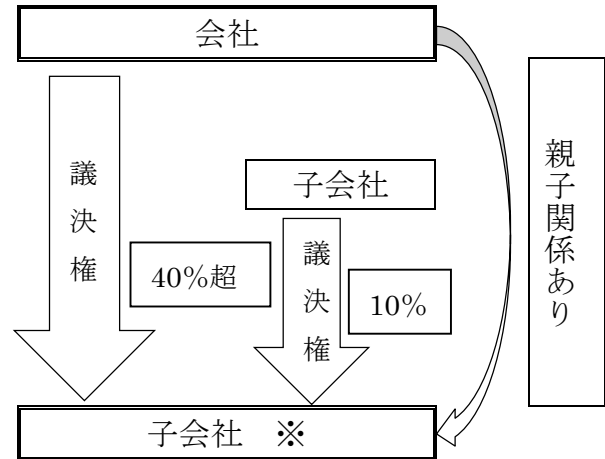 会社
議決権
40%超
子会社
議決権
10%
親子関係あり
子会社　※